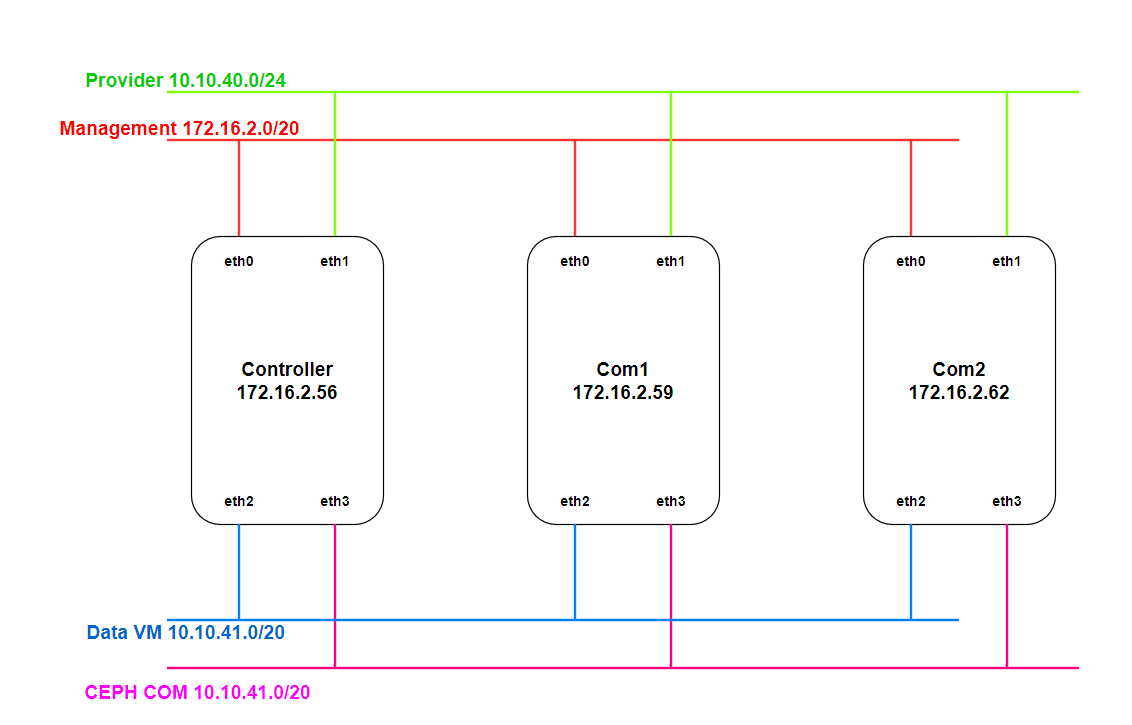 Provider 10.10.40.0/24
Management 172.16.2.0/20
eth0 eth1
eth0 eth1
eth0 eth1
Controller
172.16.2.56
Com1
172.16.2.59
Com2
172.16.2.62
eth2 eth3
eth2 eth3
eth2 eth3
Data VM 10.10.41.0/20
CEPH COM 10.10.41.0/20